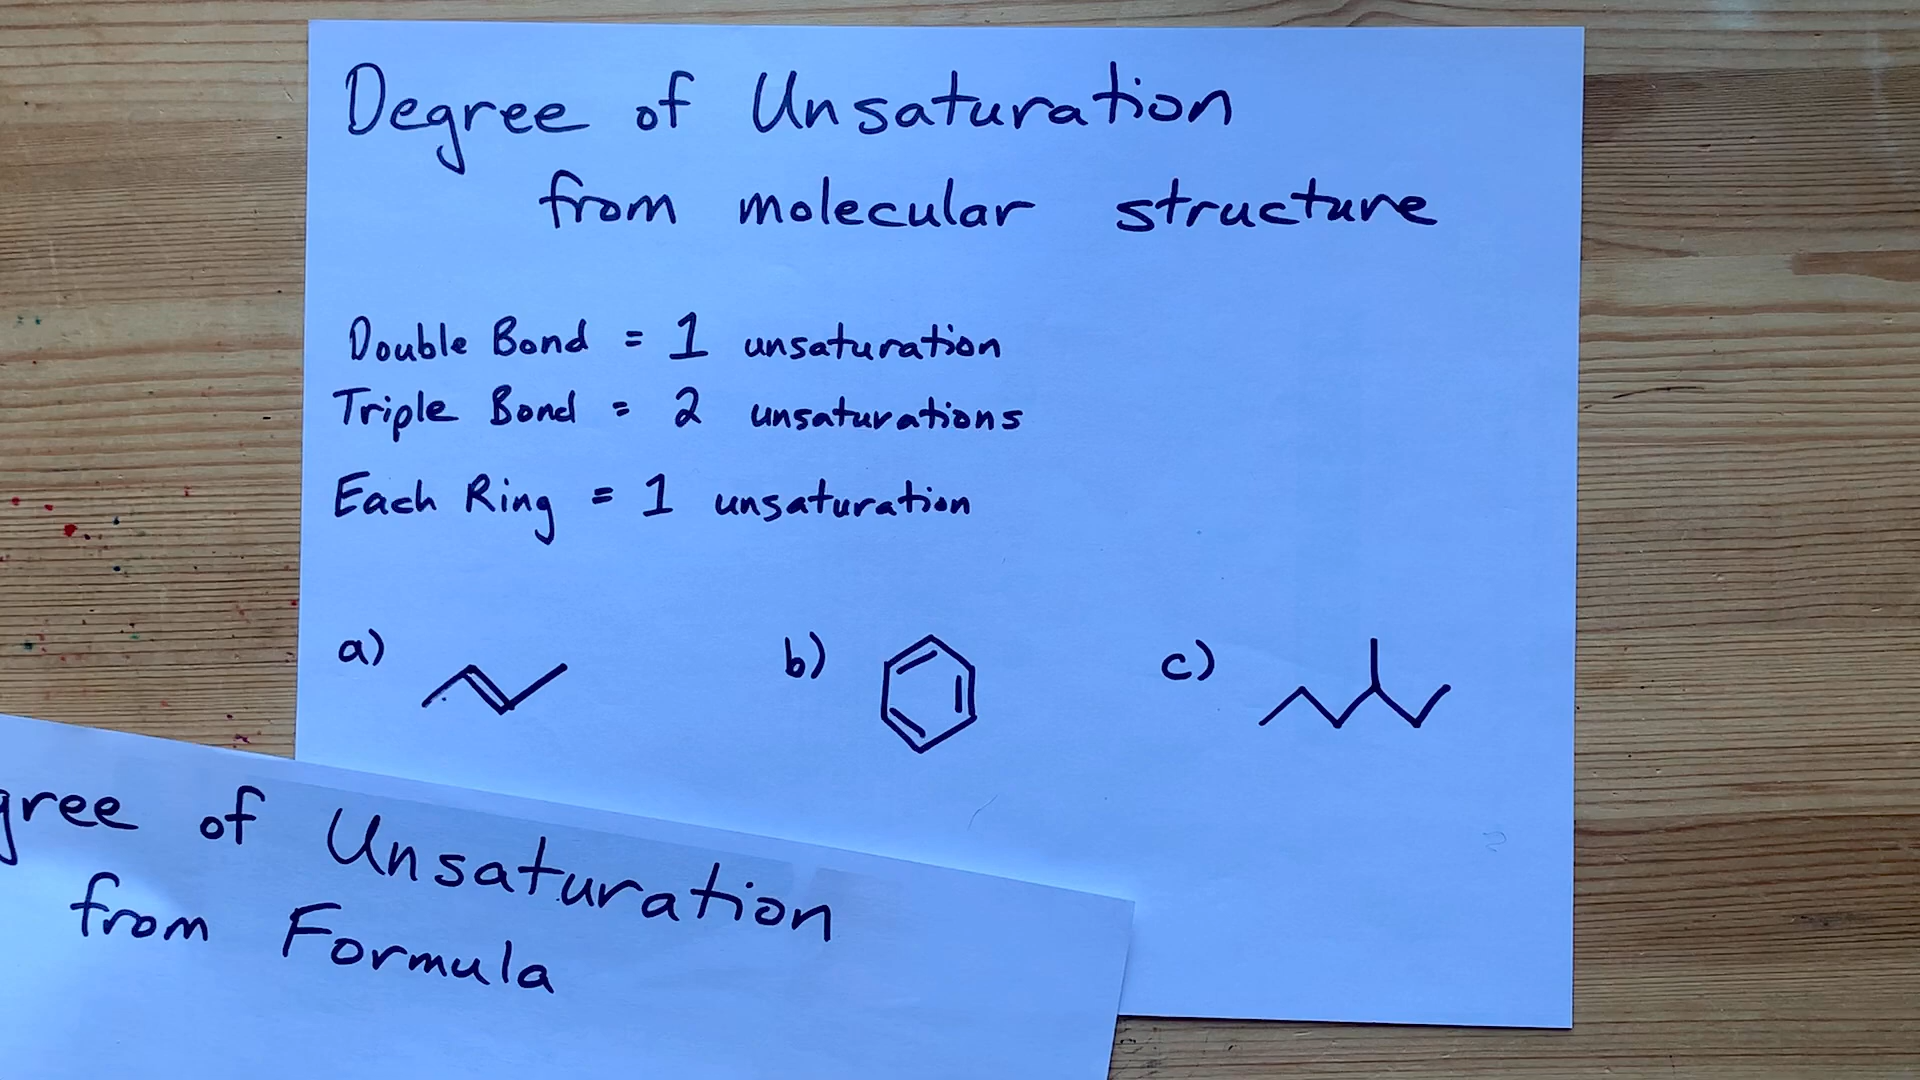 Degree of Unsaturation
from molecular structure
Double Bond = 1 unsaturation
Triple Bond = 2 unsaturations
Each Ring = 1 unsaturation
a) b) c)
gree of Unsaturation
from Formula